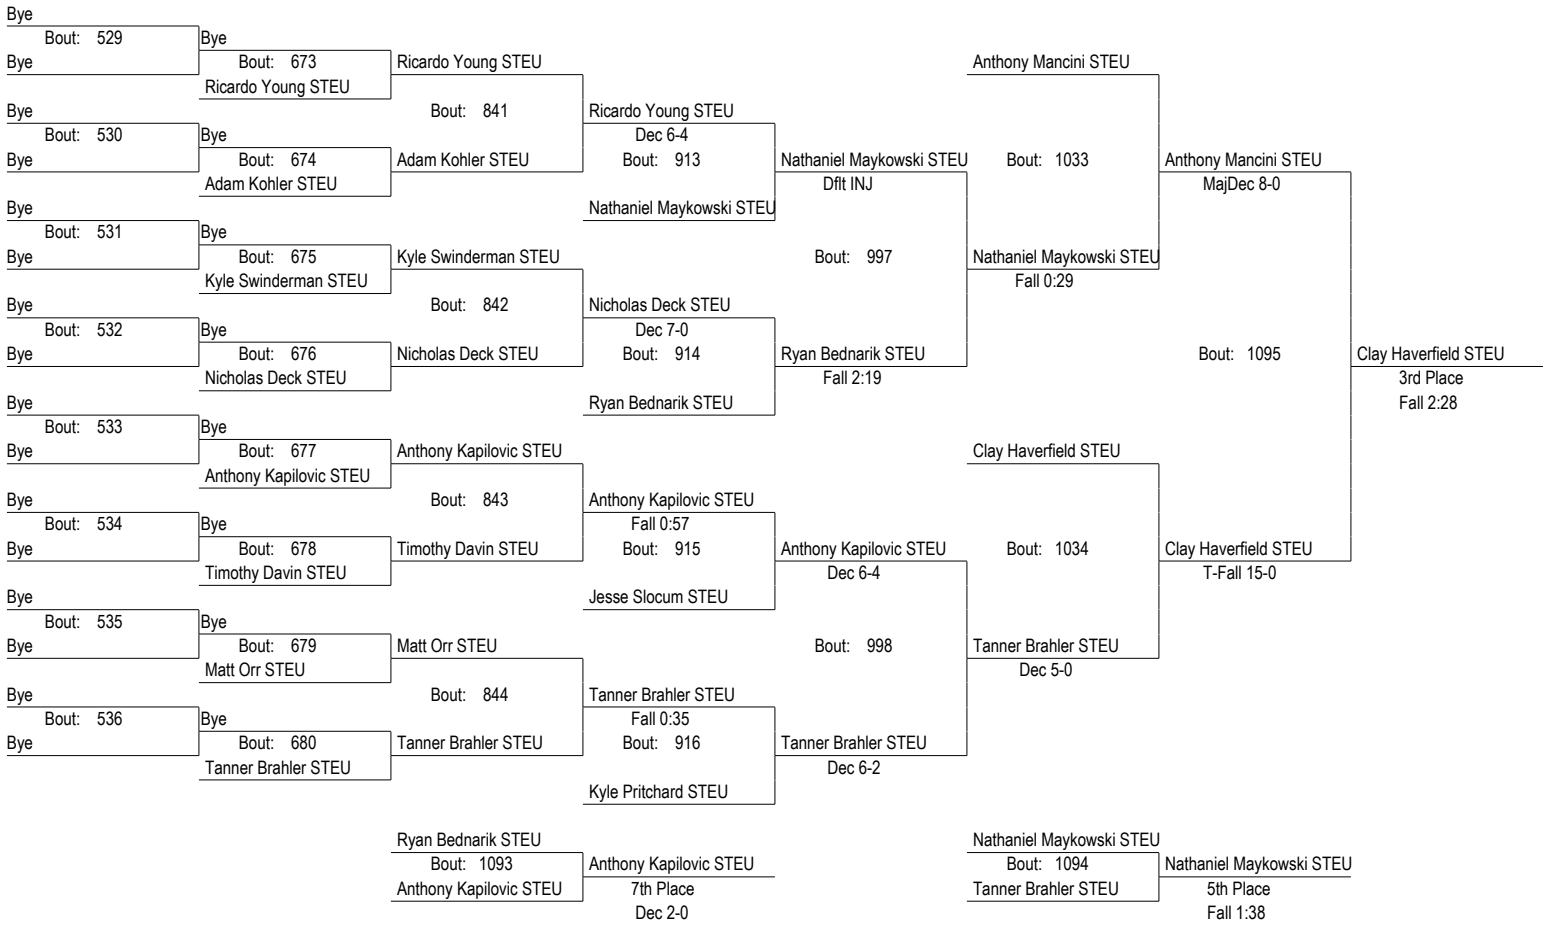 Bye
Bout: 529 Bye
Bye Bout: 673 Ricardo Young STEU Anthony Mancini STEU
Ricardo Young STEU
Bye Bout: 841 Ricardo Young STEU
Bout: 530 Bye Dec 6-4
Bye Bout: 674 Adam Kohler STEU Bout: 913 Nathaniel Maykowski STEU Bout: 1033 Anthony Mancini STEU
Adam Kohler STEU Dflt INJ MajDec 8-0
Bye Nathaniel Maykowski STEU
Bout: 531 Bye
Bye Bout: 675 Kyle Swinderman STEU Bout: 997 Nathaniel Maykowski STEU
Kyle Swinderman STEU Fall 0:29
Bye Bout: 842 Nicholas Deck STEU
Bout: 532 Bye Dec 7-0
Bye Bout: 676 Nicholas Deck STEU Bout: 914 Ryan Bednarik STEU Bout: 1095 Clay Haverfield STEU
Nicholas Deck STEU Fall 2:19 3rd Place
Bye Ryan Bednarik STEU Fall 2:28
Bout: 533 Bye
Bye Bout: 677 Anthony Kapilovic STEU Clay Haverfield STEU
Anthony Kapilovic STEU
Bye Bout: 843 Anthony Kapilovic STEU
Bout: 534 Bye Fall 0:57
Bye Bout: 678 Timothy Davin STEU Bout: 915 Anthony Kapilovic STEU Bout: 1034 Clay Haverfield STEU
Timothy Davin STEU Dec 6-4 T-Fall 15-0
Bye Jesse Slocum STEU
Bout: 535 Bye
Bye Bout: 679 Matt Orr STEU Bout: 998 Tanner Brahler STEU
Matt Orr STEU Dec 5-0
Bye Bout: 844 Tanner Brahler STEU
Bout: 536 Bye Fall 0:35
Bye Bout: 680 Tanner Brahler STEU Bout: 916 Tanner Brahler STEU
Tanner Brahler STEU Dec 6-2
Kyle Pritchard STEU
Ryan Bednarik STEU Nathaniel Maykowski STEU
Bout: 1093 Anthony Kapilovic STEU Bout: 1094 Nathaniel Maykowski STEU
Anthony Kapilovic STEU 7th Place Tanner Brahler STEU 5th Place
Dec 2-0 Fall 1:38